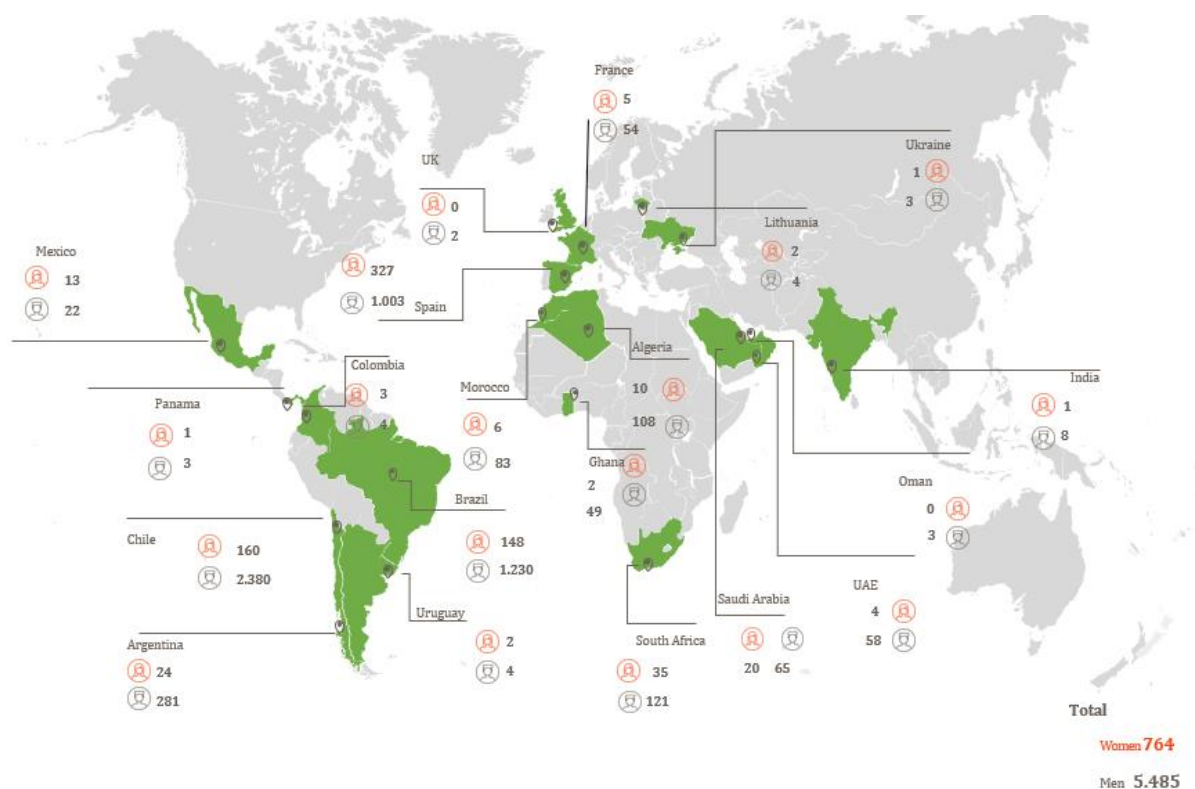 France
5
54
Ukraine
1
3
UK
0
2
Lithuania
2
4
Mexico
13
22
327
1.003
Spain
Colombia
3
4
Algeria
10
108
Morocco
6
83
India
1
8
Panama
1
3
Ghana
2
49
Oman
0
3
Brazil
148
1.230
Chile
160
2.380
UAE
4
58
Saudi Arabia
20 65
Uruguay
2
4
South Africa
35
121
Argentina
24
281
Total
Women 764
Men 5.485